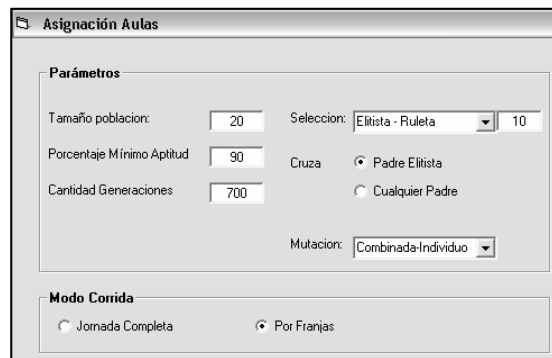 Asignación Aulas
Parámetros
Tamaño poblacion: 20 Seleccion: Elitista - Ruleta 10
Porcentaje Mínimo Aptitud 90 Cruza Padre Elitista
Cantidad Generaciones 700 Cualquier Padre
Mutacion: Combinada-Individuo
Modo Corrida
Jornada Completa Por Franjas